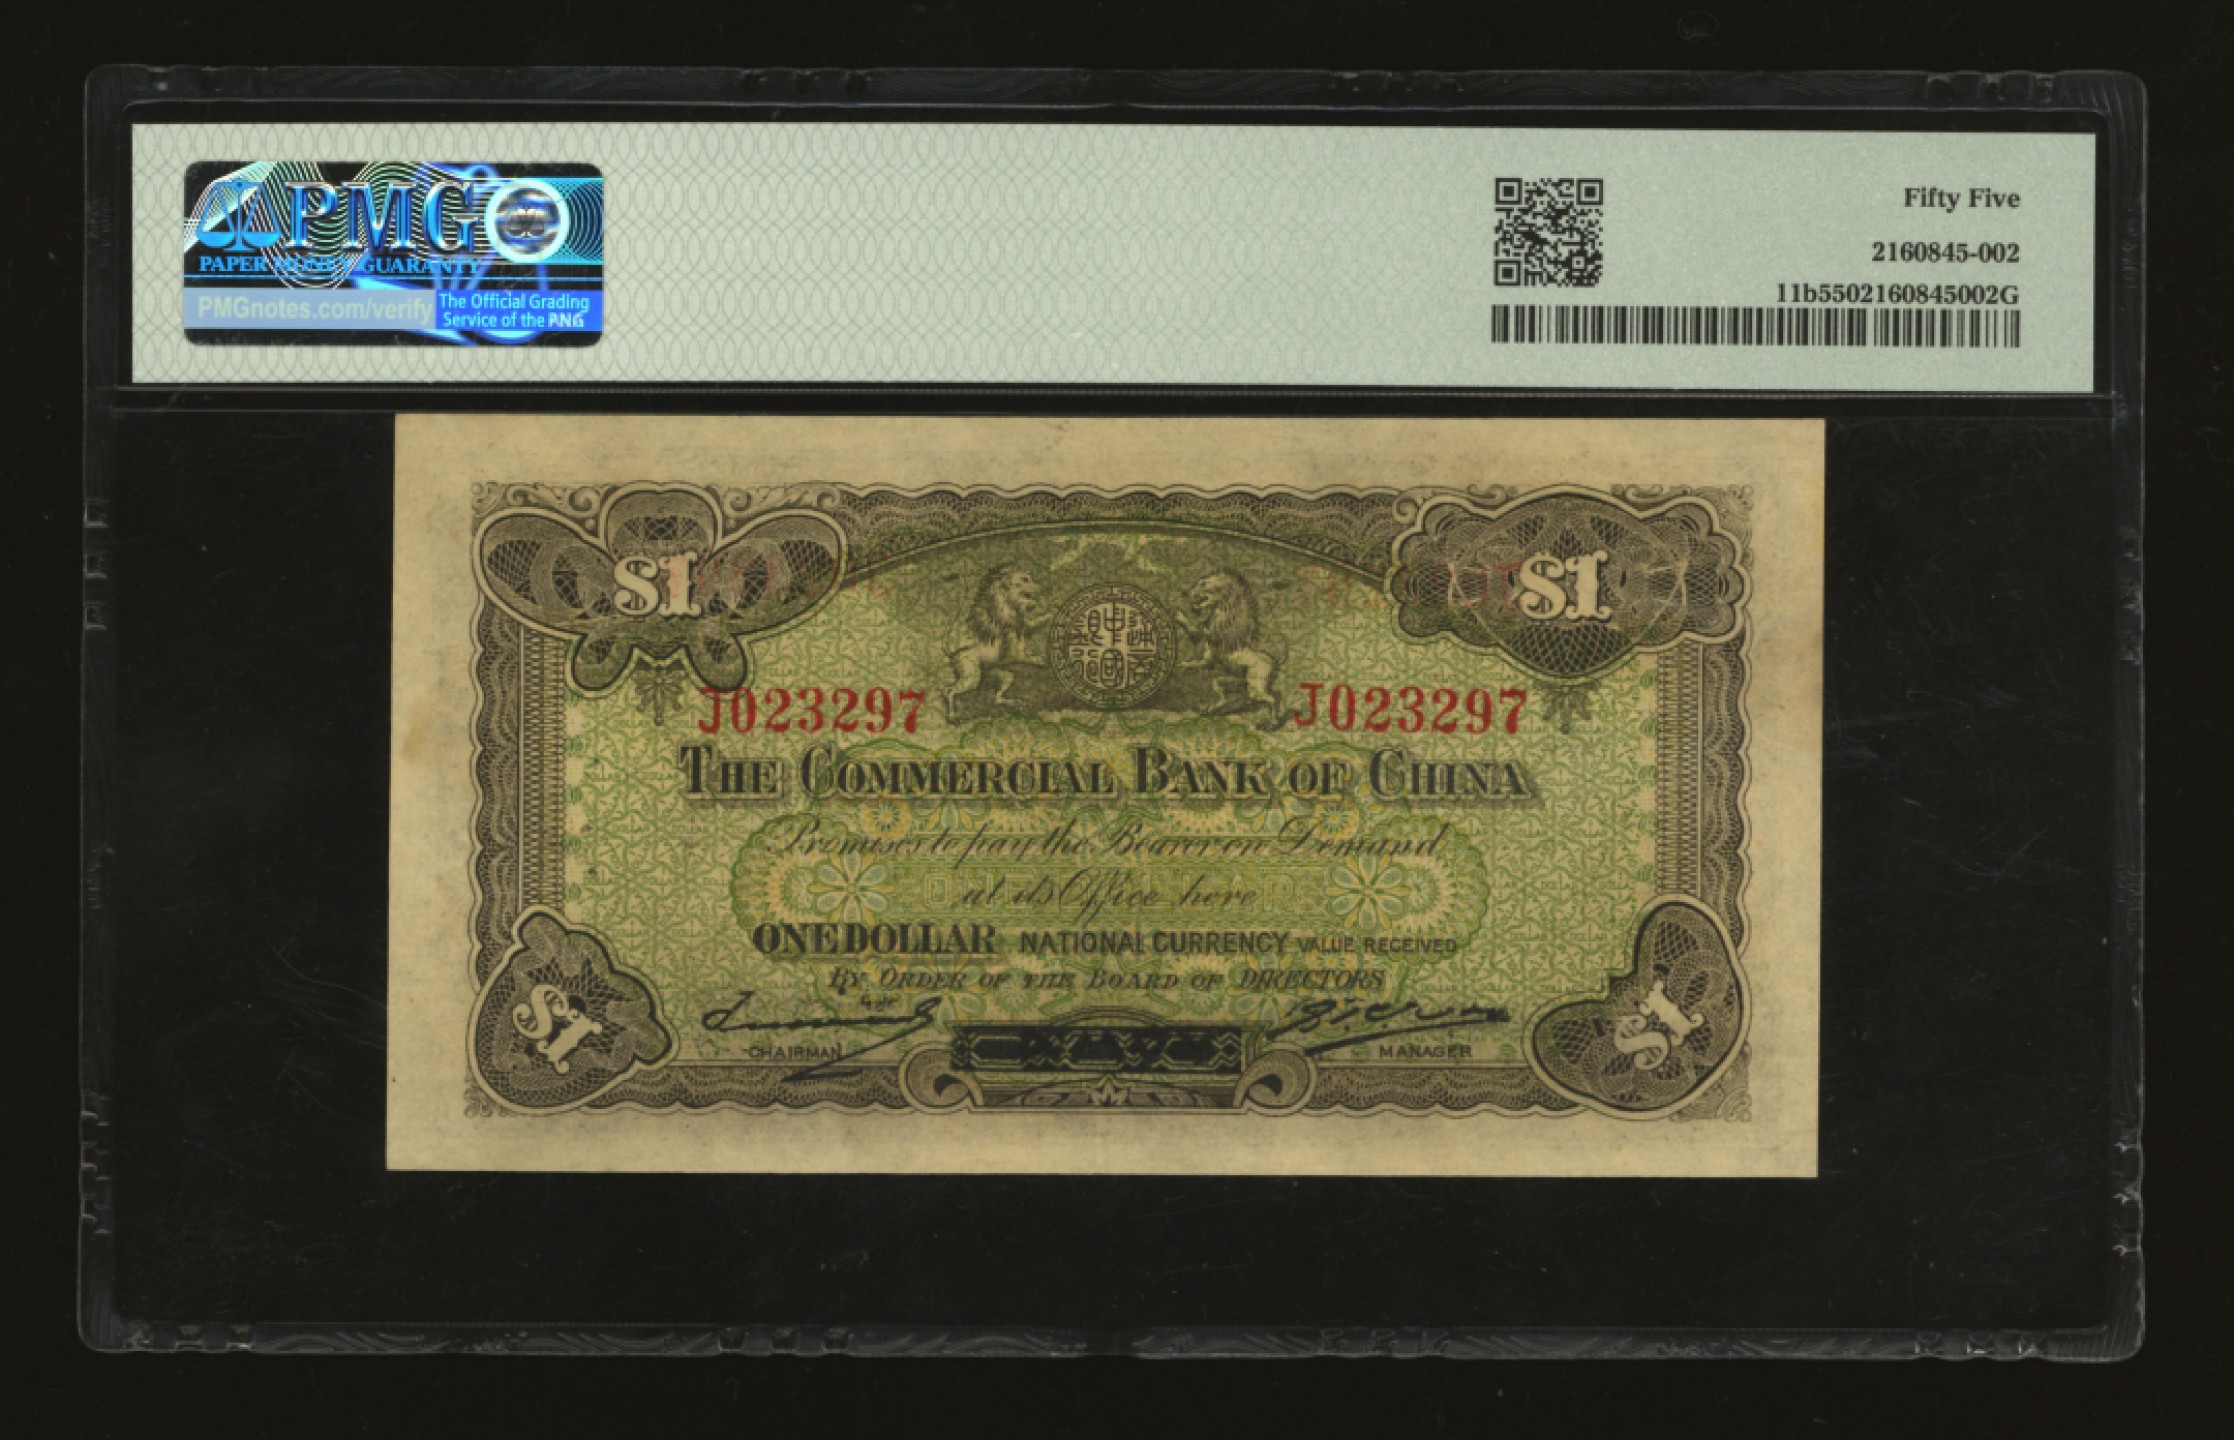 PMG
PAPER MONEY GUARANTY
PMGnotes.com/verify
The Official Grading
Service of the PNG
Fifty Five
2160845-002
11b5502160845002G
$1
$1
J023297
J023297
THE COMMERCIAL BANK OF CHINA
Promises to pay the Bearer on Demand
at its Office here
ONE DOLLAR NATIONAL CURRENCY VALUE RECEIVED
BY ORDER OF THE BOARD OF DIRECTORS
CHAIRMAN
MANAGER
$1
$1